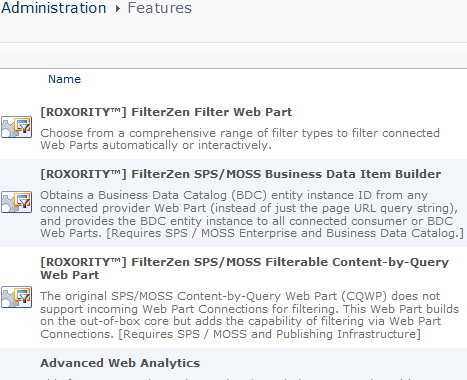 Administration ▸ Features
Name
[ROXORITY™] FilterZen Filter Web Part
Choose from a comprehensive range of filter types to filter connected
Web Parts automatically or interactively.
[ROXORITY™] FilterZen SPS/MOSS Business Data Item Builder
Obtains a Business Data Catalog (BDC) entity instance ID from any
connected provider Web Part (instead of just the page URL query string),
and provides the BDC entity instance to all connected consumer or BDC
Web Parts. [Requires SPS / MOSS Enterprise and Business Data Catalog.]
[ROXORITY™] FilterZen SPS/MOSS Filterable Content-by-Query
Web Part
The original SPS/MOSS Content-by-Query Web Part (CQWP) does not
support incoming Web Part Connections for filtering. This Web Part builds
on the out-of-box core but adds the capability of filtering via Web Part
Connections. [Requires SPS / MOSS and Publishing Infrastructure]
Advanced Web Analytics